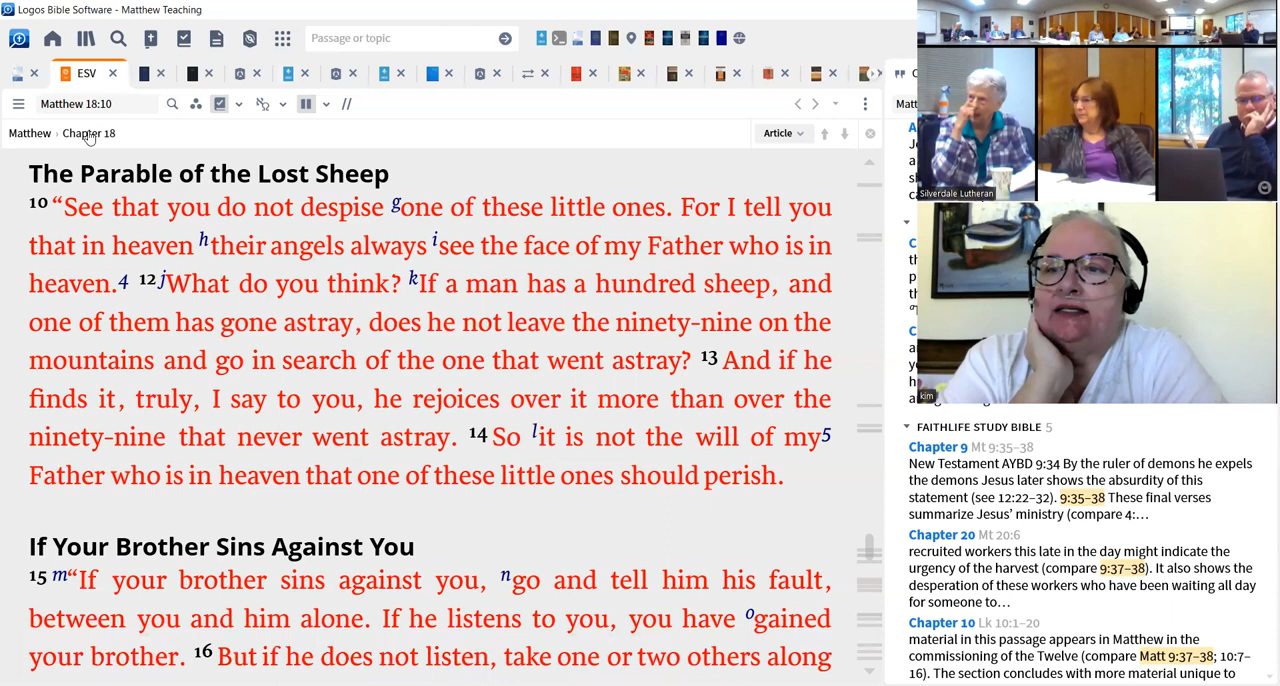 Logos Bible Software - Matthew Teaching
Passage or topic
ESV
Matthew 18:10
Matthew › Chapter 18
Article
The Parable of the Lost Sheep
10 “See that you do not despise gone of these little ones. For I tell you
that in heaven htheir angels always isee the face of my Father who is in
heaven.4 12 jWhat do you think? kIf a man has a hundred sheep, and
one of them has gone astray, does he not leave the ninety-nine on the
mountains and go in search of the one that went astray? 13 And if he
finds it, truly, I say to you, he rejoices over it more than over the
ninety-nine that never went astray. 14 So lit is not the will of my5
Father who is in heaven that one of these little ones should perish.
If Your Brother Sins Against You
15 m“If your brother sins against you, ngo and tell him his fault,
between you and him alone. If he listens to you, you have ogained
your brother. 16 But if he does not listen, take one or two others along
Silverdale Lutheran
kim
FAITHLIFE STUDY BIBLE 5
Chapter 9 Mt 9:35–38
New Testament AYBD 9:34 By the ruler of demons he expels
the demons Jesus later shows the absurdity of this
statement (see 12:22–32). 9:35–38 These final verses
summarize Jesus’ ministry (compare 4:…
Chapter 20 Mt 20:6
recruited workers this late in the day might indicate the
urgency of the harvest (compare 9:37–38). It also shows the
desperation of these workers who have been waiting all day
for someone to…
Chapter 10 Lk 10:1–20
material in this passage appears in Matthew in the
commissioning of the Twelve (compare Matt 9:37–38; 10:7–
16). The section concludes with more material unique to